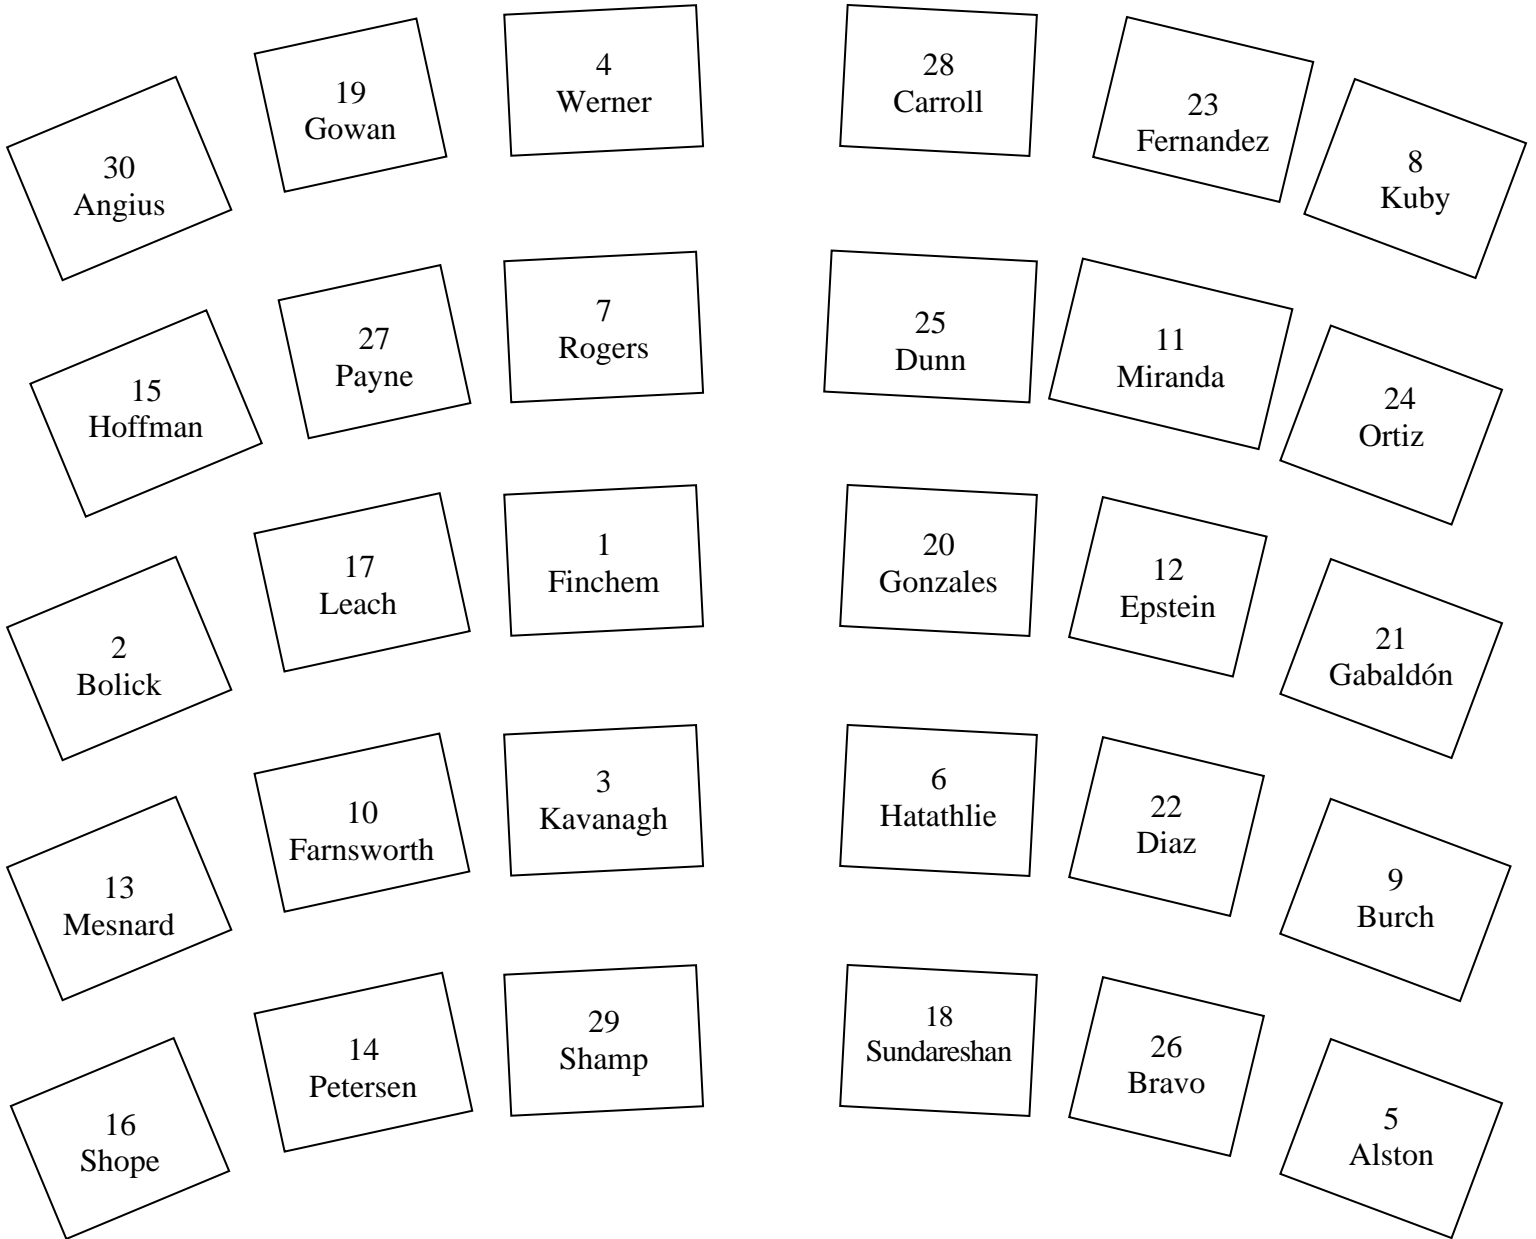 30
Angius
19
Gowan
4
Werner
28
Carroll
23
Fernandez
8
Kuby
15
Hoffman
27
Payne
7
Rogers
25
Dunn
11
Miranda
24
Ortiz
2
Bolick
17
Leach
1
Finchem
20
Gonzales
12
Epstein
21
Gabaldón
13
Mesnard
10
Farnsworth
3
Kavanagh
6
Hatathlie
22
Diaz
9
Burch
16
Shope
14
Petersen
29
Shamp
18
Sundareshan
26
Bravo
5
Alston